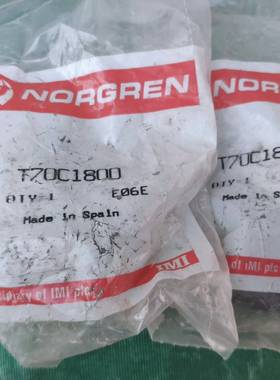 NORGREN
T70C1800
QTY 1 E06E
Made in Spain
IMI
of IMI plc
NORGREN
T70C18
QTY 1
Made in
of IMI plc